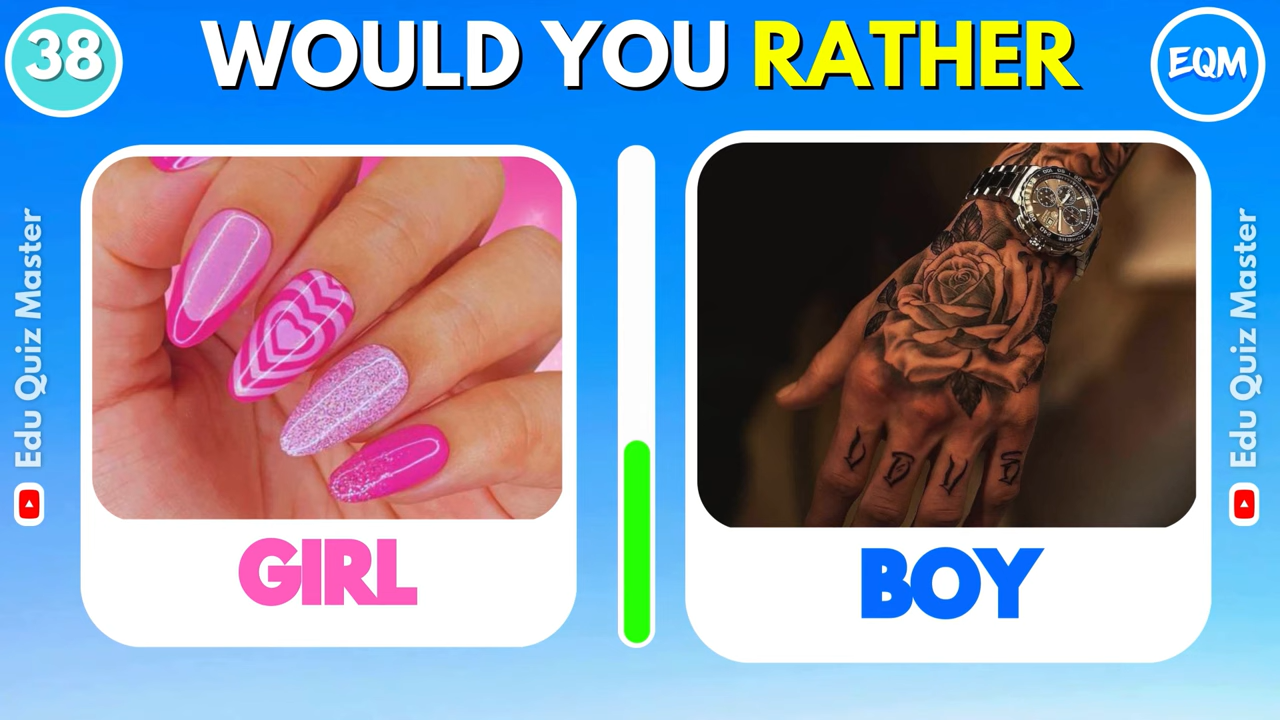 38
WOULD YOU RATHER
EQM
Edu Quiz Master
Edu Quiz Master
GIRL
BOY